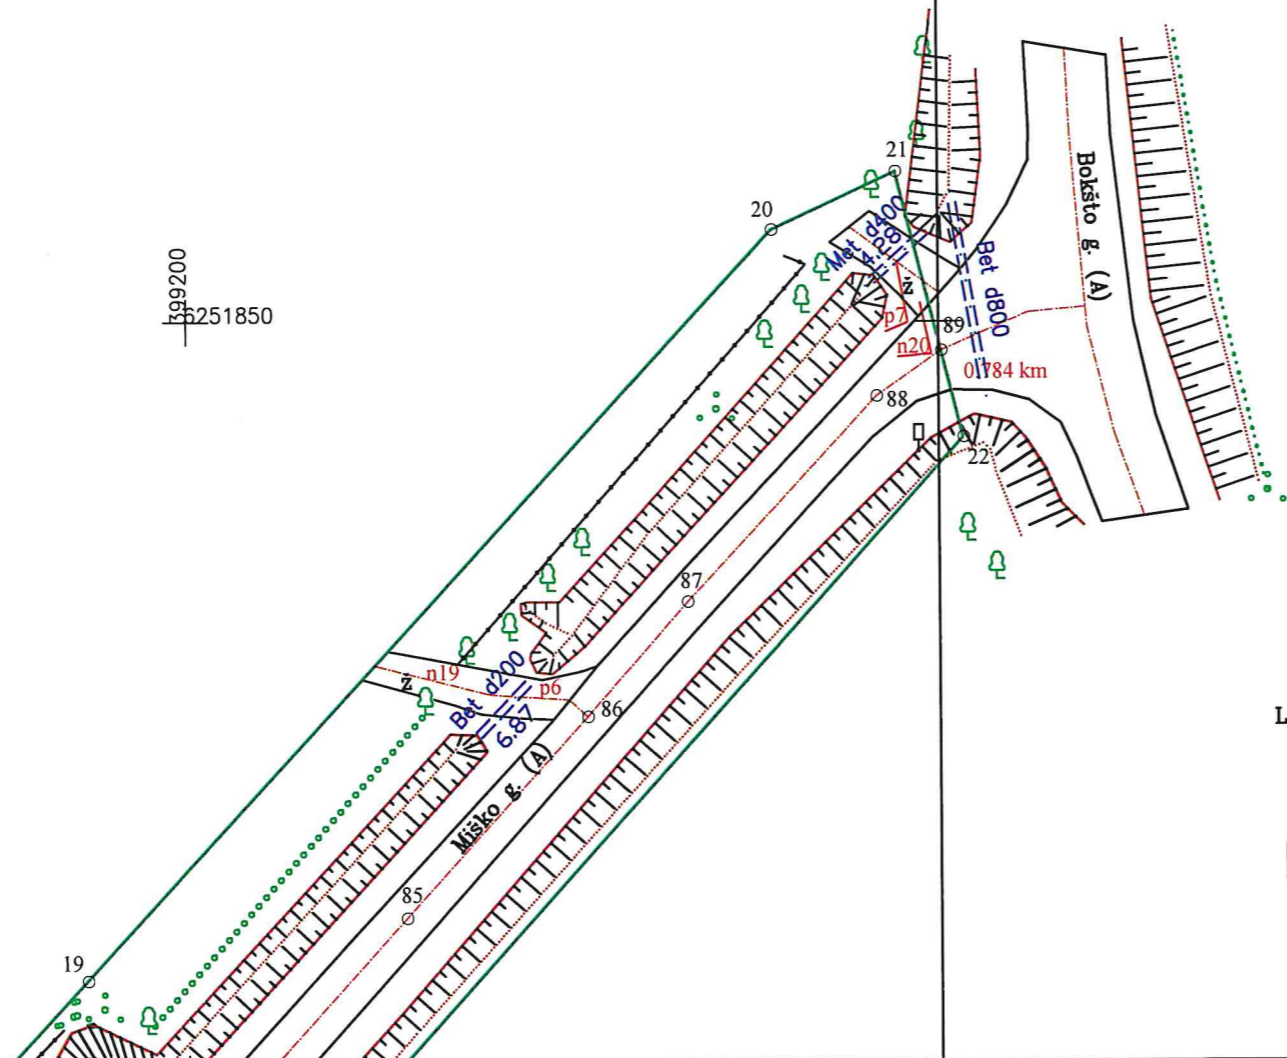 21
20
399200
6251850
Met d400
4.28
Bet d800
Bokšto g. (A)
ž
p7
n20
89
0.784 km
88
22
87
n19
ž
p6
Bet d200
6.87
86
Miško g. (A)
85
19
L